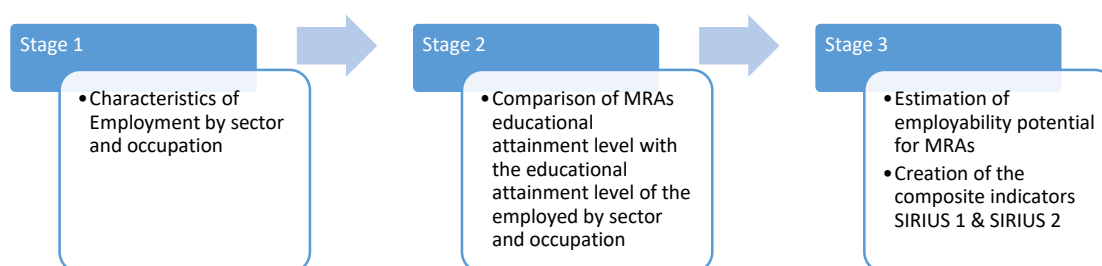 Stage 1
•Characteristics of
Employment by sector
and occupation
Stage 2
•Comparison of MRAs
educational
attainment level with
the educational
attainment level of the
employed by sector
and occupation
Stage 3
•Estimation of
employability potential
for MRAs
•Creation of the
composite indicators
SIRIUS 1 & SIRIUS 2